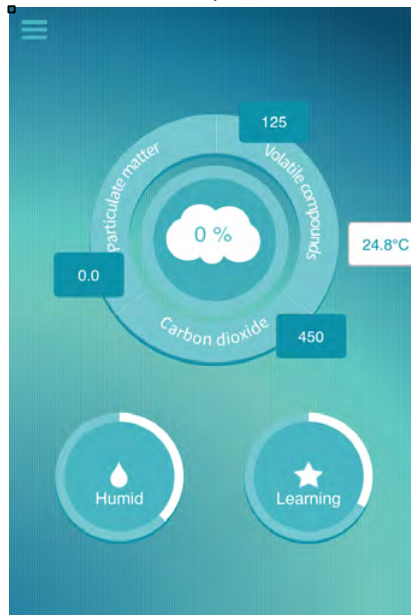 125
Particulate matter
Volatile compounds
0 %
24.8°C
0.0
Carbon dioxide
450
Humid
Learning